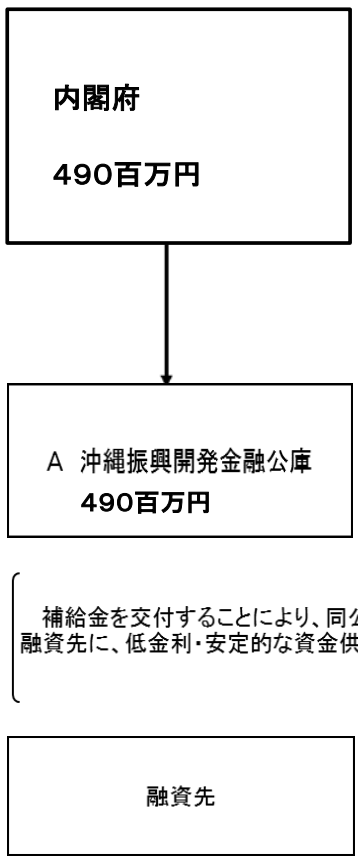 内閣府
490百万円
A 沖縄振興開発金融公庫
490百万円
補給金を交付することにより、同公
融資先に、低金利・安定的な資金供
融資先